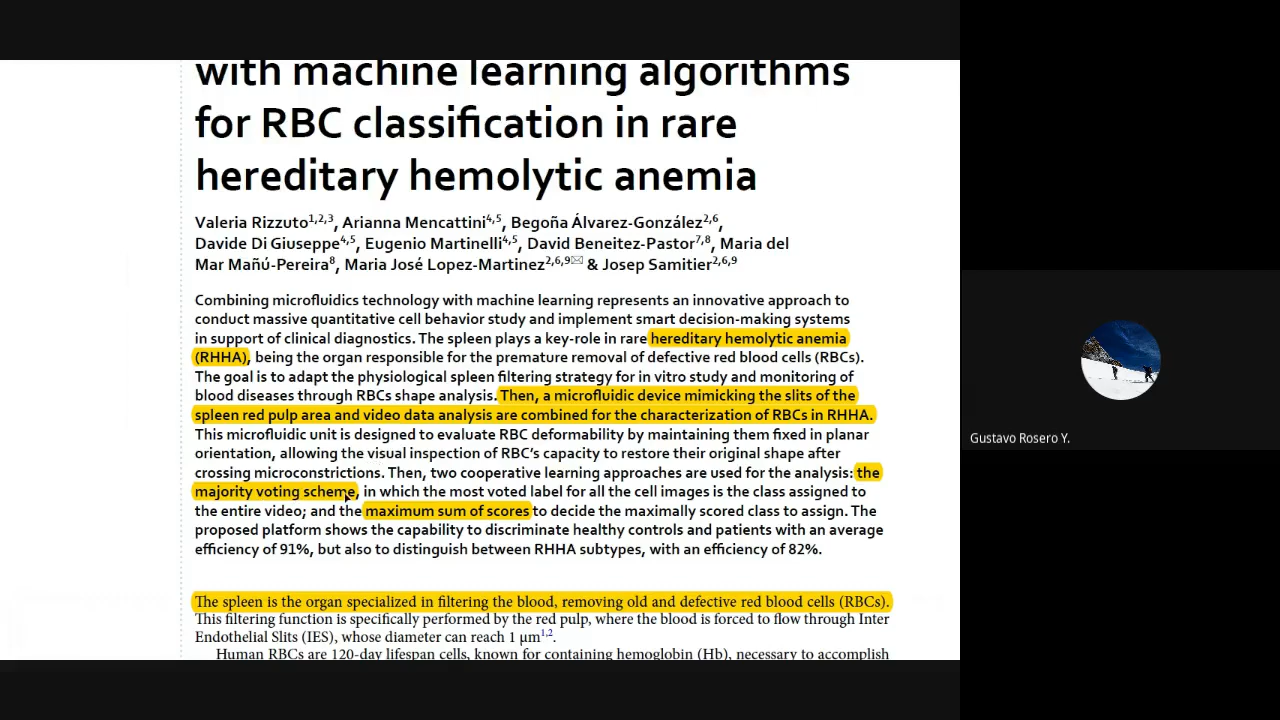 with machine learning algorithms
for RBC classification in rare
hereditary hemolytic anemia
Valeria Rizzuto1,2,3, Arianna Mencattini4,5, Begoña Álvarez-González2,6,
Davide Di Giuseppe4,5, Eugenio Martinelli4,5, David Beneitez-Pastor7,8, Maria del
Mar Mañú-Pereira8, Maria José Lopez-Martinez2,6,9✉ & Josep Samitier2,6,9
Combining microfluidics technology with machine learning represents an innovative approach to
conduct massive quantitative cell behavior study and implement smart decision-making systems
in support of clinical diagnostics. The spleen plays a key-role in rare hereditary hemolytic anemia
(RHHA), being the organ responsible for the premature removal of defective red blood cells (RBCs).
The goal is to adapt the physiological spleen filtering strategy for in vitro study and monitoring of
blood diseases through RBCs shape analysis. Then, a microfluidic device mimicking the slits of the
spleen red pulp area and video data analysis are combined for the characterization of RBCs in RHHA.
This microfluidic unit is designed to evaluate RBC deformability by maintaining them fixed in planar
orientation, allowing the visual inspection of RBC’s capacity to restore their original shape after
crossing microconstrictions. Then, two cooperative learning approaches are used for the analysis: the
majority voting scheme, in which the most voted label for all the cell images is the class assigned to
the entire video; and the maximum sum of scores to decide the maximally scored class to assign. The
proposed platform shows the capability to discriminate healthy controls and patients with an average
efficiency of 91%, but also to distinguish between RHHA subtypes, with an efficiency of 82%.
The spleen is the organ specialized in filtering the blood, removing old and defective red blood cells (RBCs).
This filtering function is specifically performed by the red pulp, where the blood is forced to flow through Inter
Endothelial Slits (IES), whose diameter can reach 1 µm1,2.
Human RBCs are 120-day lifespan cells, known for containing hemoglobin (Hb), necessary to accomplish
Gustavo Rosero Y.